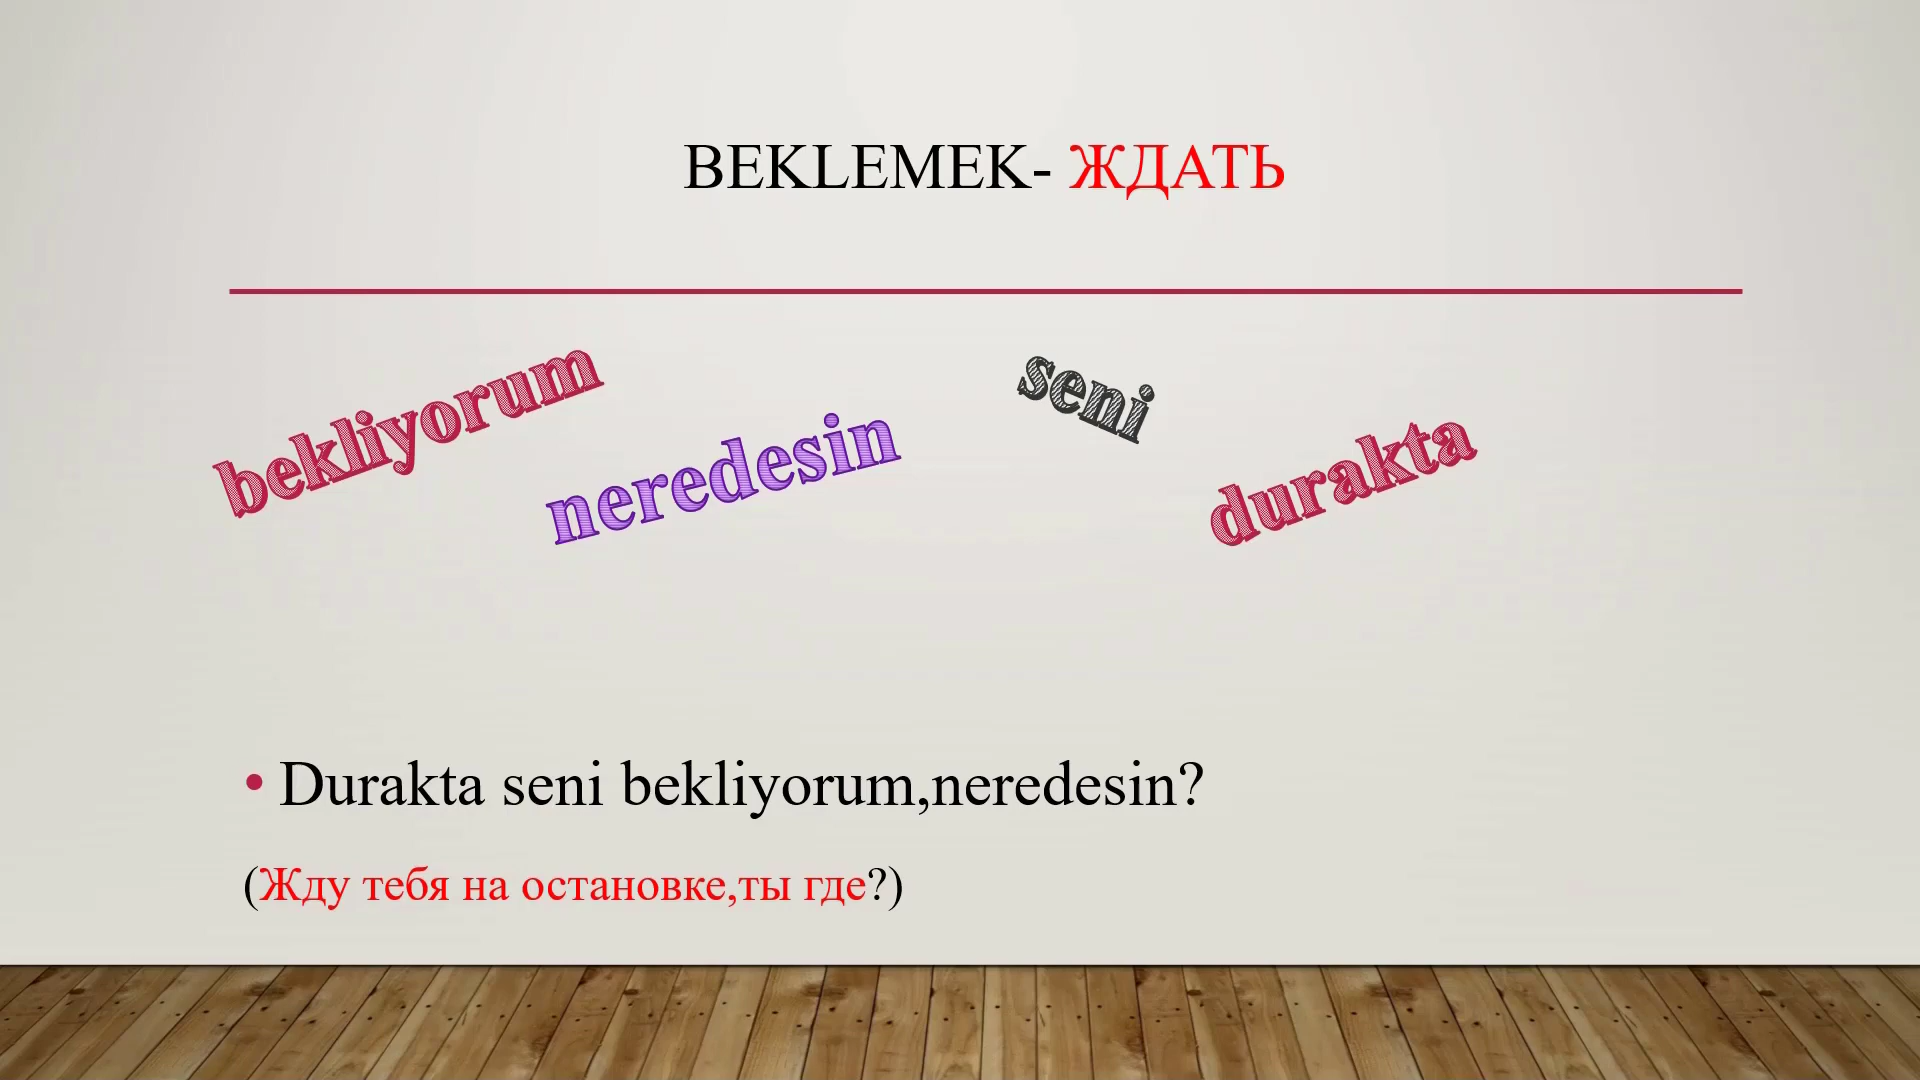 BEKLEMEK- ЖДАТЬ
bekliyorum
neredesin
seni
durakta
• Durakta seni bekliyorum,neredesin?
(Жду тебя на остановке,ты где?)